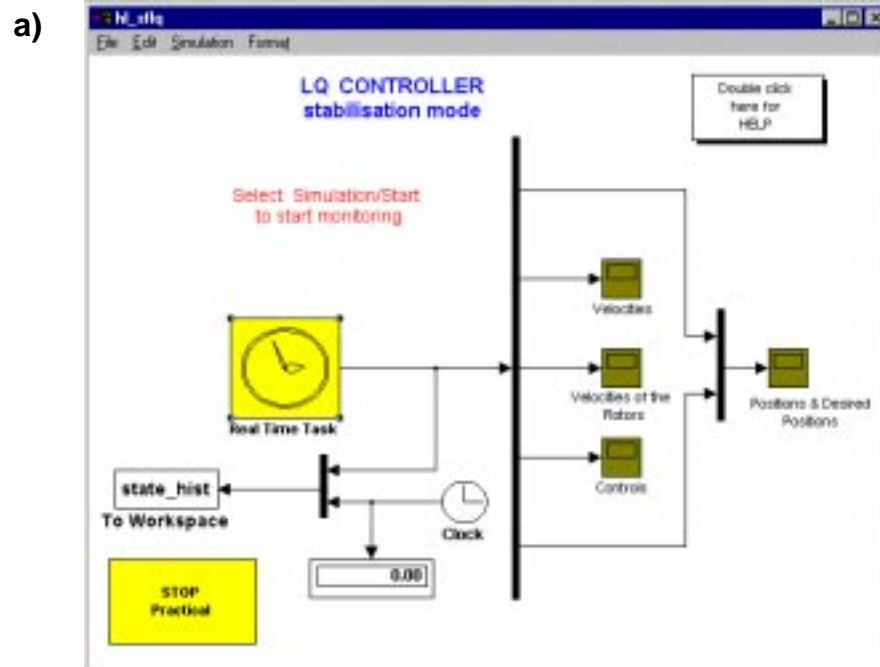 a)
hl_sflq
File Edit Simulation Format
LQ CONTROLLER
stabilisation mode
Double click
here for
HELP
Select Simulation/Start
to start monitoring
Velocities
Velocities of the
Rotors
Positions & Desired
Positions
Real Time Task
Controls
state_hist
To Workspace
Clock
0.00
STOP
Practical